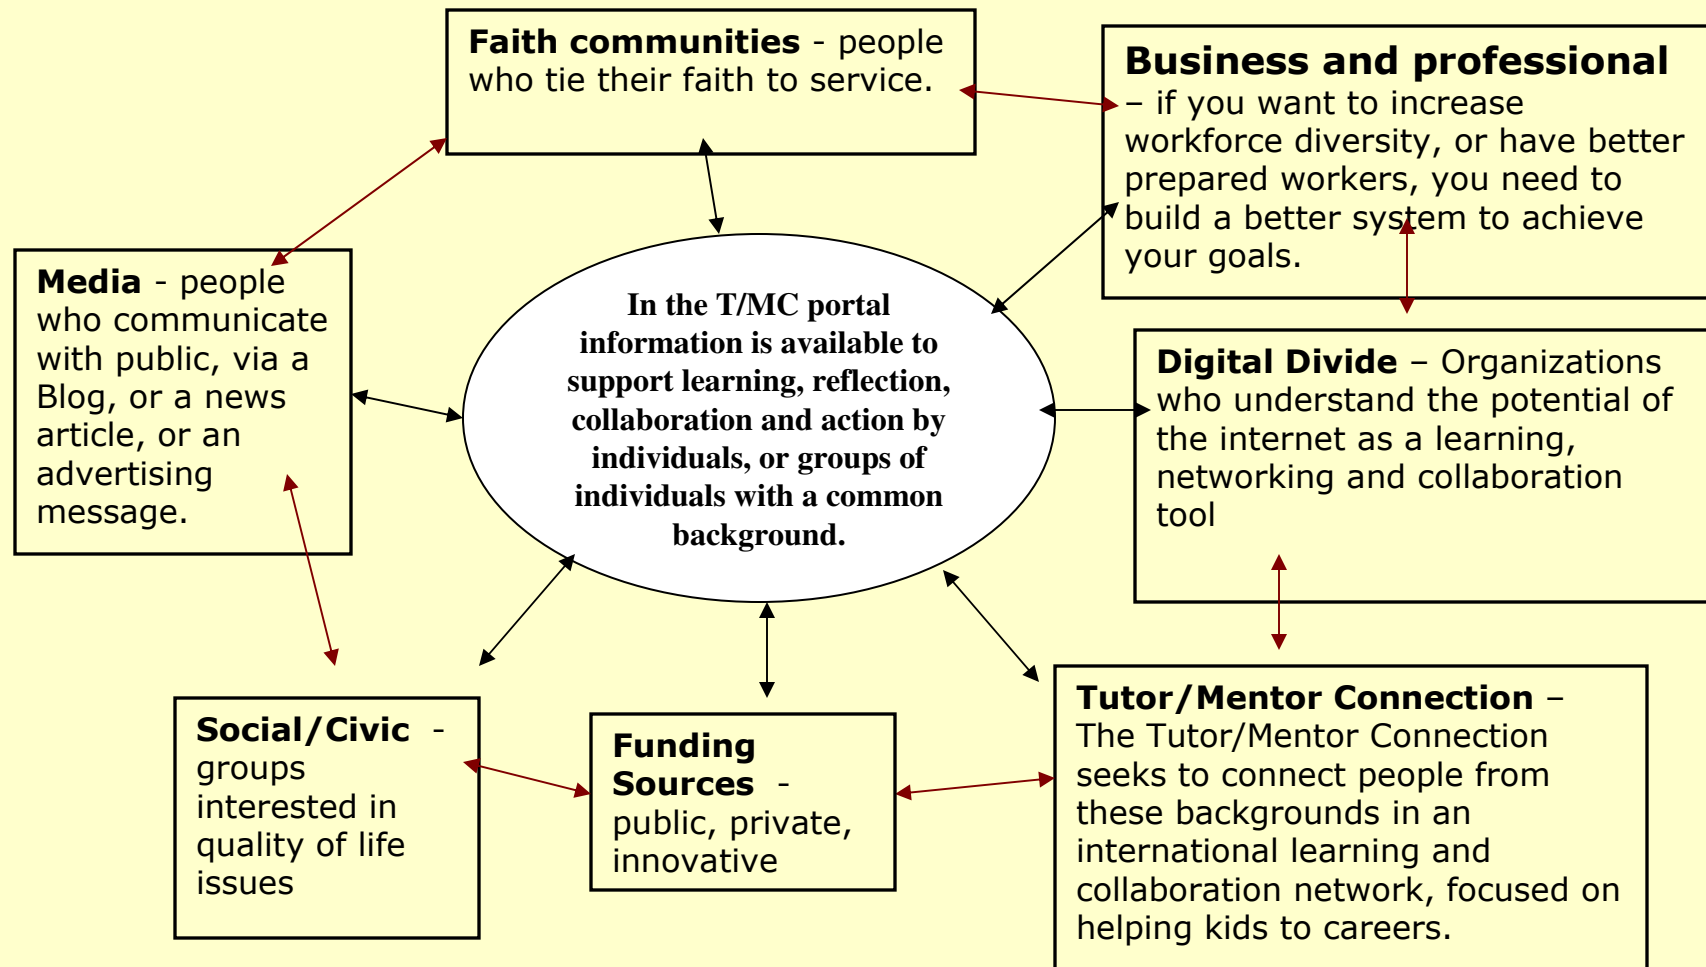 Faith communities - people
who tie their faith to service.
Business and professional
– if you want to increase
workforce diversity, or have better
prepared workers, you need to
build a better system to achieve
your goals.
Media - people
who communicate
with public, via a
Blog, or a news
article, or an
advertising
message.
In the T/MC portal
information is available to
support learning, reflection,
collaboration and action by
individuals, or groups of
individuals with a common
background.
Digital Divide – Organizations
who understand the potential of
the internet as a learning,
networking and collaboration
tool
Social/Civic -
groups
interested in
quality of life
issues
Funding
Sources -
public, private,
innovative
Tutor/Mentor Connection –
The Tutor/Mentor Connection
seeks to connect people from
these backgrounds in an
international learning and
collaboration network, focused on
helping kids to careers.